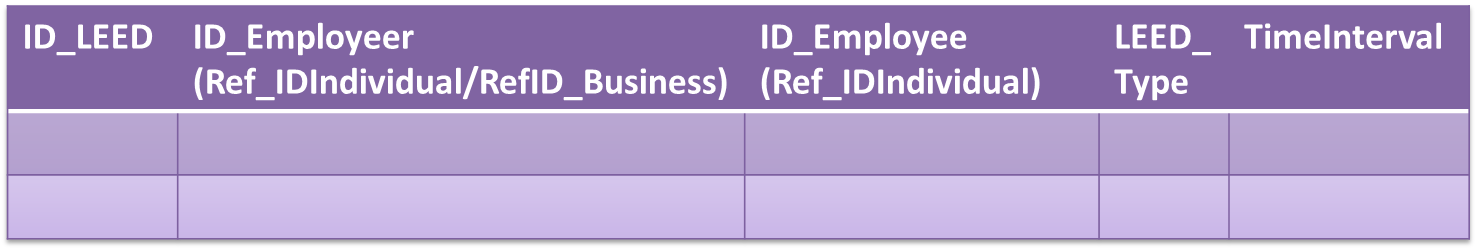 ID_LEED ID_Employeer ID_Employee LEED_ TimeInterval
(Ref_IDIndividual/RefID_Business) (Ref_IDIndividual) Type